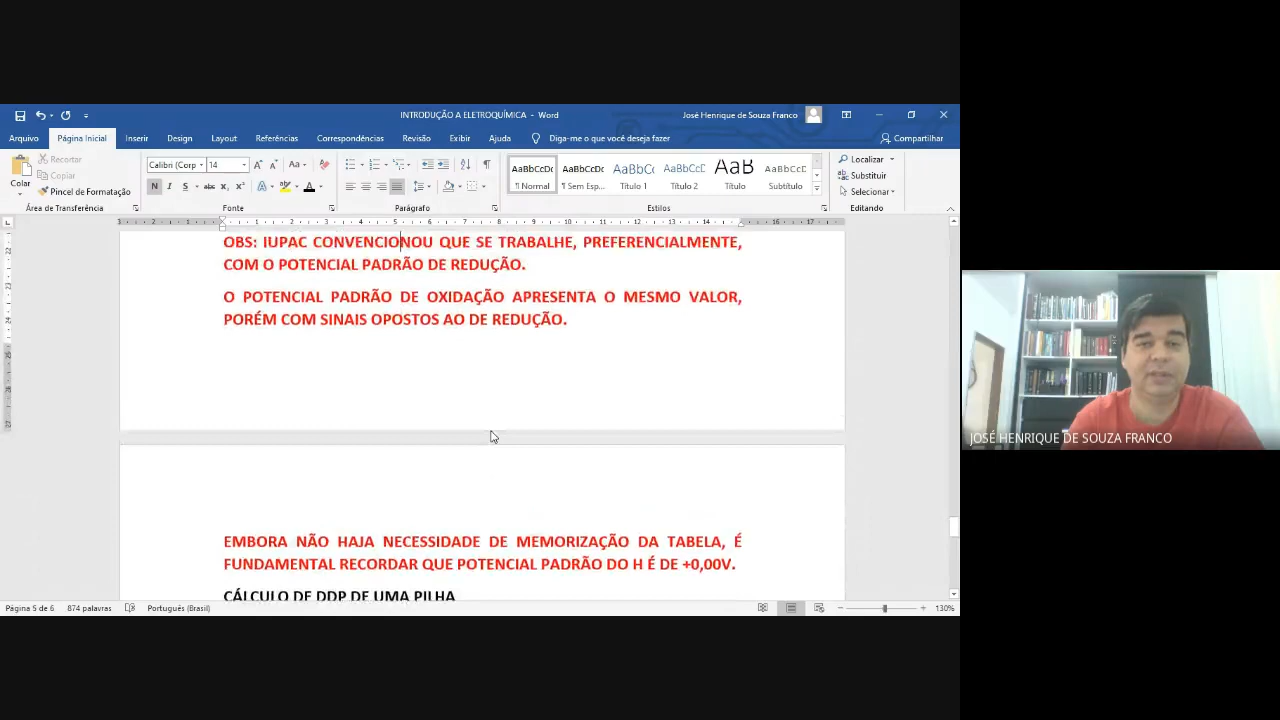 INTRODUÇÃO A ELETROQUÍMICA - Word
José Henrique de Souza Franco
Arquivo
Página Inicial
Inserir
Design
Layout
Referências
Correspondências
Revisão
Exibir
Ajuda
Diga-me o que você deseja fazer
Compartilhar
Colar
Recortar
Copiar
Pincel de Formatação
Área de Transferência
Calibri (Corp
14
Fonte
Parágrafo
AaBbCcDc
¶ Normal
AaBbCcDc
¶ Sem Esp...
AaBbCc
Título 1
AaBbCcD
Título 2
AaB
Título
AaBbCcD
Subtítulo
Estilos
Localizar
Substituir
Selecionar
Editando
OBS: IUPAC CONVENCIONOU QUE SE TRABALHE, PREFERENCIALMENTE,
COM O POTENCIAL PADRÃO DE REDUÇÃO.
O POTENCIAL PADRÃO DE OXIDAÇÃO APRESENTA O MESMO VALOR,
PORÉM COM SINAIS OPOSTOS AO DE REDUÇÃO.
EMBORA NÃO HAJA NECESSIDADE DE MEMORIZAÇÃO DA TABELA, É
FUNDAMENTAL RECORDAR QUE POTENCIAL PADRÃO DO H É DE +0,00V.
CÁLCULO DE DDP DE UMA PILHA
Página 5 de 6
874 palavras
Português (Brasil)
130%
JOSÉ HENRIQUE DE SOUZA FRANCO